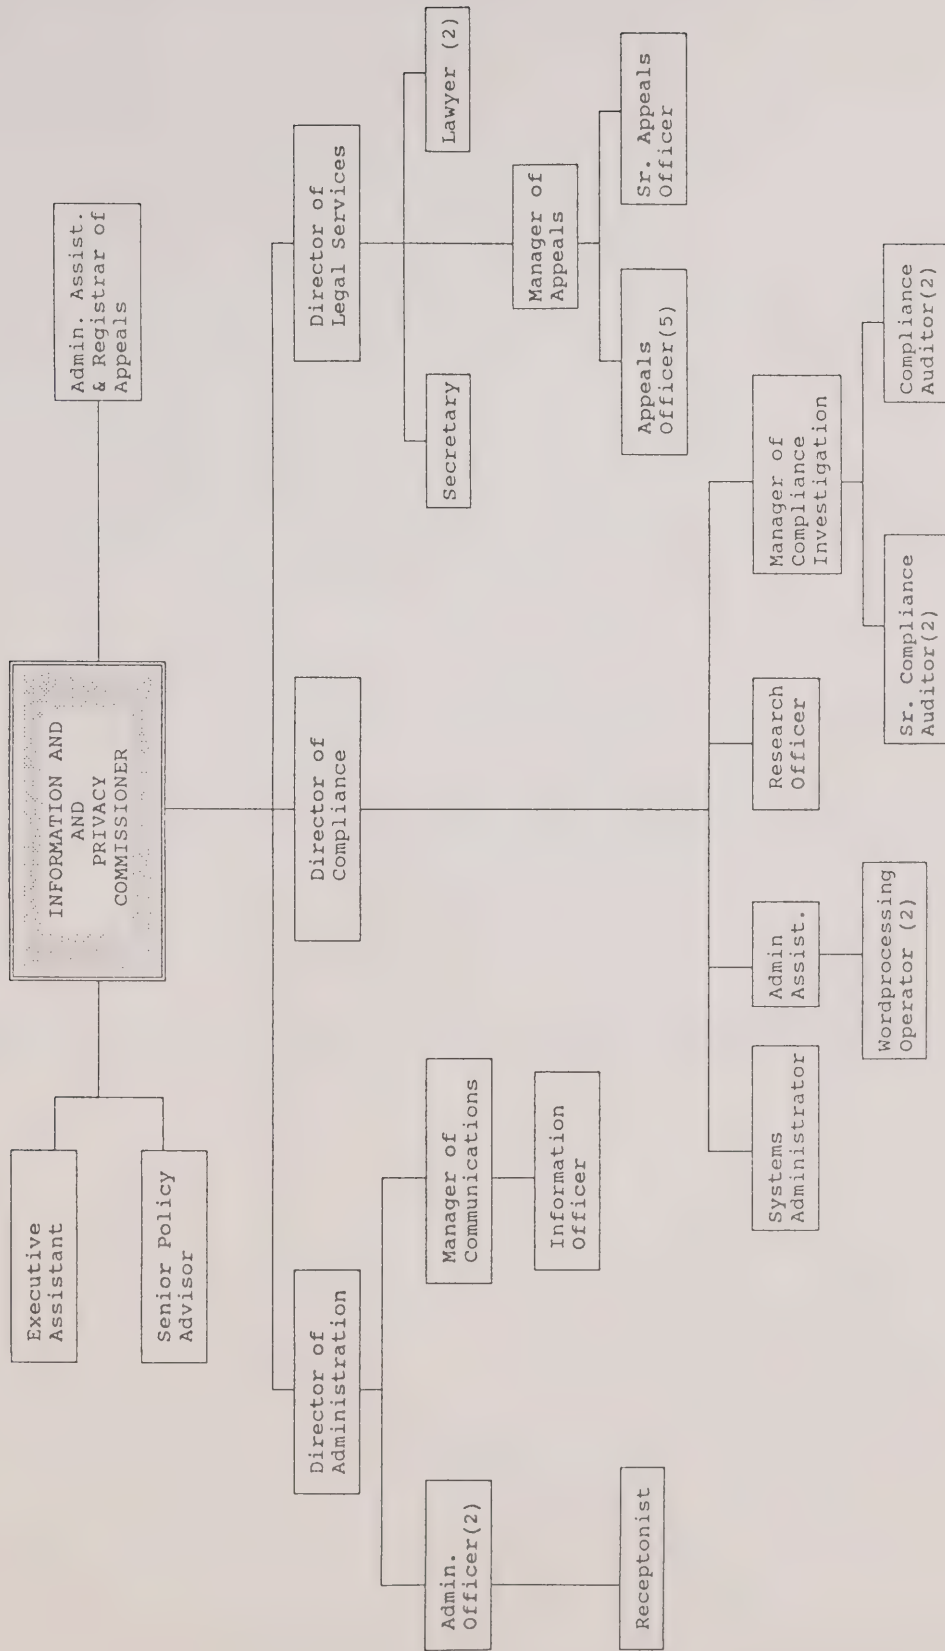 INFORMATION AND
AND
PRIVACY
COMMISSIONER
Executive
Assistant
Senior Policy
Advisor
Admin. Assist.
& Registrar of
Appeals
Director of
Administration
Director of
Compliance
Director of
Legal Services
Admin.
Officer(2)
Manager of
Communications
Secretary
Lawyer (2)
Information
Officer
Manager of
Appeals
Receptonist
Appeals
Officer(5)
Sr. Appeals
Officer
Systems
Administrator
Admin
Assist.
Research
Officer
Manager of
Compliance
Investigation
Wordprocessing
Operator (2)
Sr. Compliance
Auditor(2)
Compliance
Auditor(2)